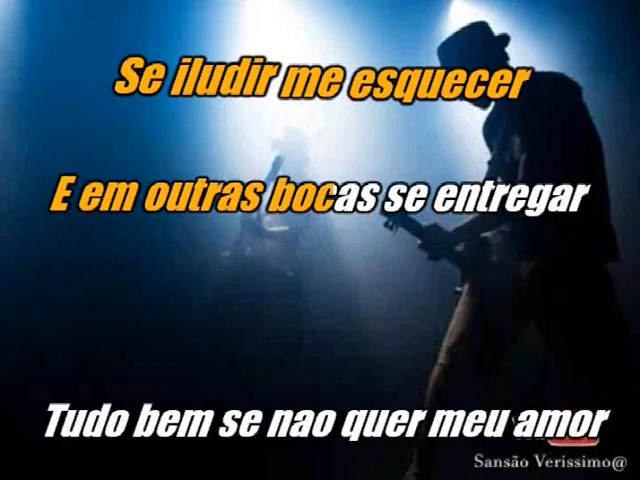 Se iludir me esquecer
E em outras bocas se entregar
Tudo bem se nao quer meu amor
Sansão Verissimo@